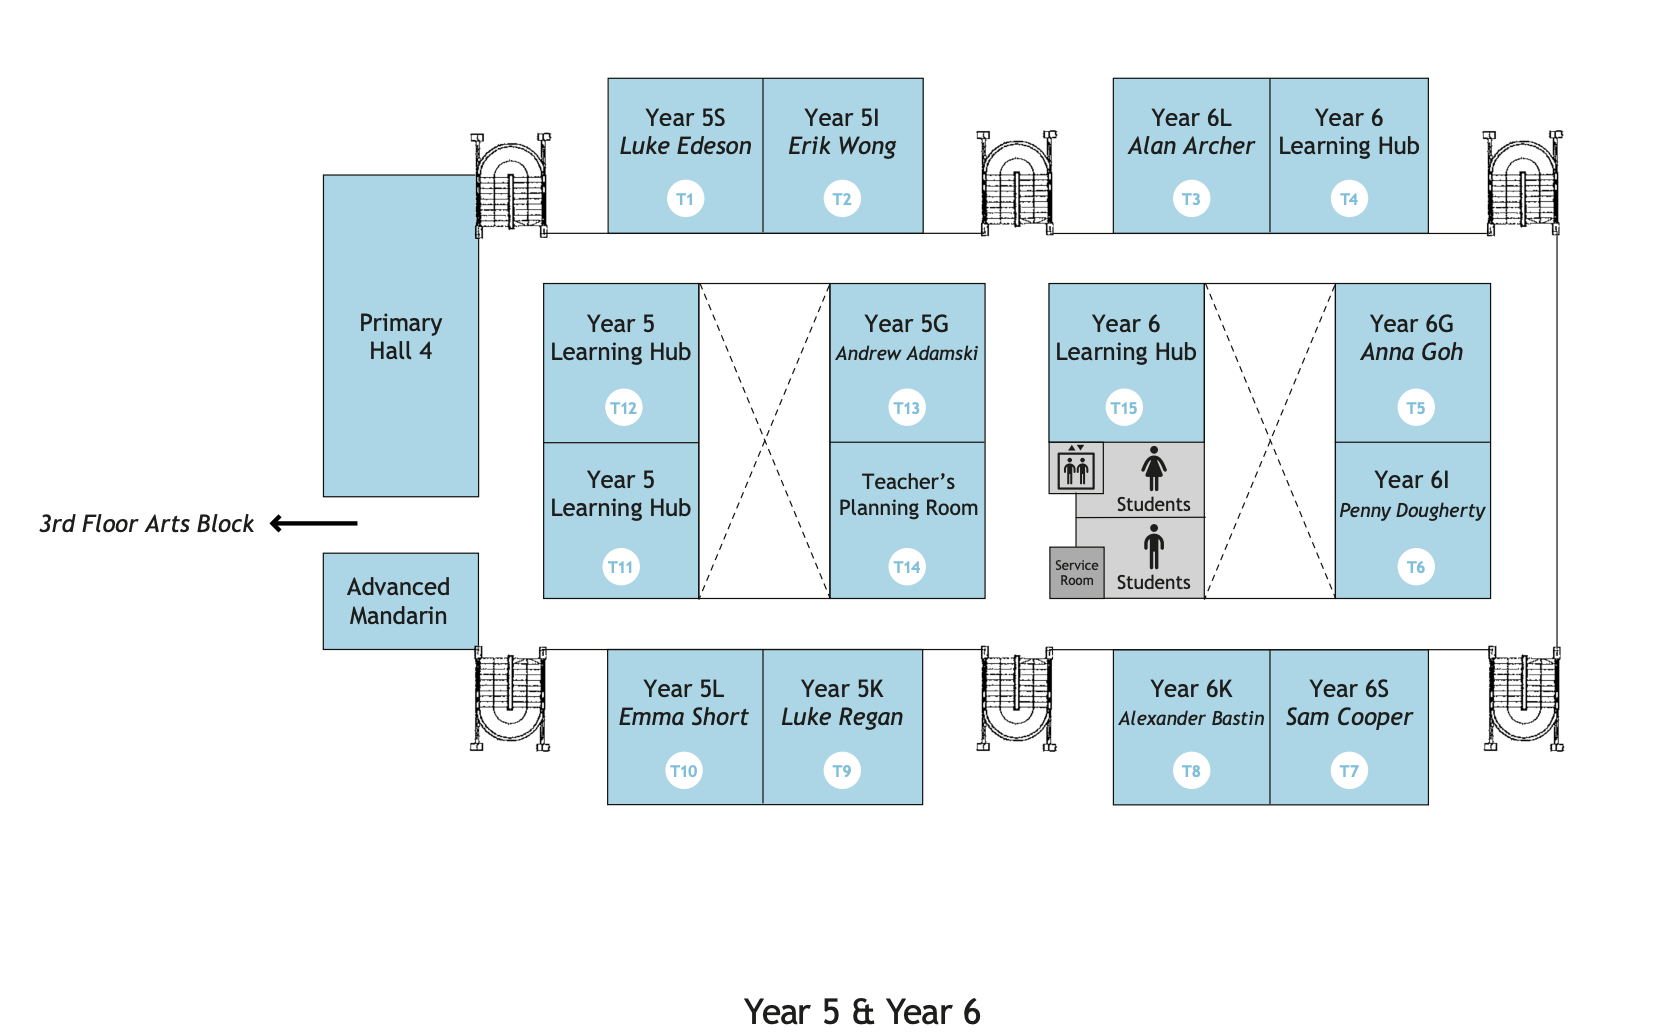 Year 5S
Luke Edeson
T1
Year 5I
Erik Wong
T2
Year 6L
Alan Archer
T3
Year 6
Learning Hub
T4
Primary
Hall 4
Year 5
Learning Hub
T12
Year 5G
Andrew Adamski
T13
Year 6
Learning Hub
T15
Year 6G
Anna Goh
T5
Year 5
Learning Hub
T11
Teacher’s
Planning Room
T14
Students
Students
Service
Room
Year 6I
Penny Dougherty
T6
3rd Floor Arts Block
Advanced
Mandarin
Year 5L
Emma Short
T10
Year 5K
Luke Regan
T9
Year 6K
Alexander Bastin
T8
Year 6S
Sam Cooper
T7
Year 5 & Year 6